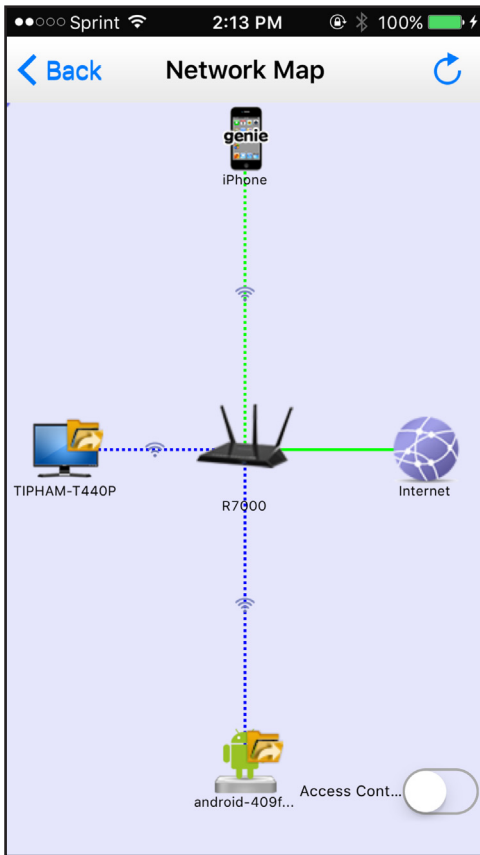 Sprint 2:13 PM 100%
Back Network Map
genie
iPhone
TIPHAM-T440P
R7000
Internet
android-409f...
Access Cont...